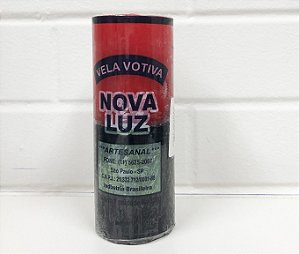 VELA VOTIVA
NOVA
LUZ
"ARTESANAL"
São Paulo - SP
Indústria Brasileira